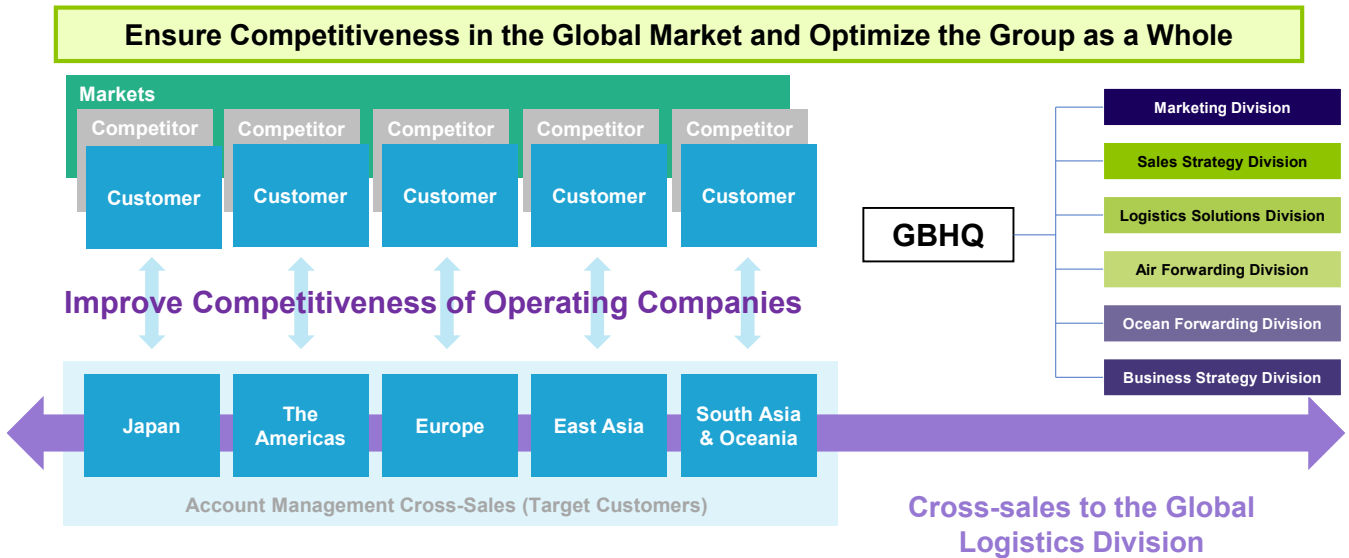 Ensure Competitiveness in the Global Market and Optimize the Group as a Whole
Markets
Competitor
Competitor
Competitor
Competitor
Competitor
Customer
Customer
Customer
Customer
Customer
Improve Competitiveness of Operating Companies
Japan
The
Americas
Europe
East Asia
South Asia
& Oceania
Account Management Cross-Sales (Target Customers)
GBHQ
Marketing Division
Sales Strategy Division
Logistics Solutions Division
Air Forwarding Division
Ocean Forwarding Division
Business Strategy Division
Cross-sales to the Global
Logistics Division